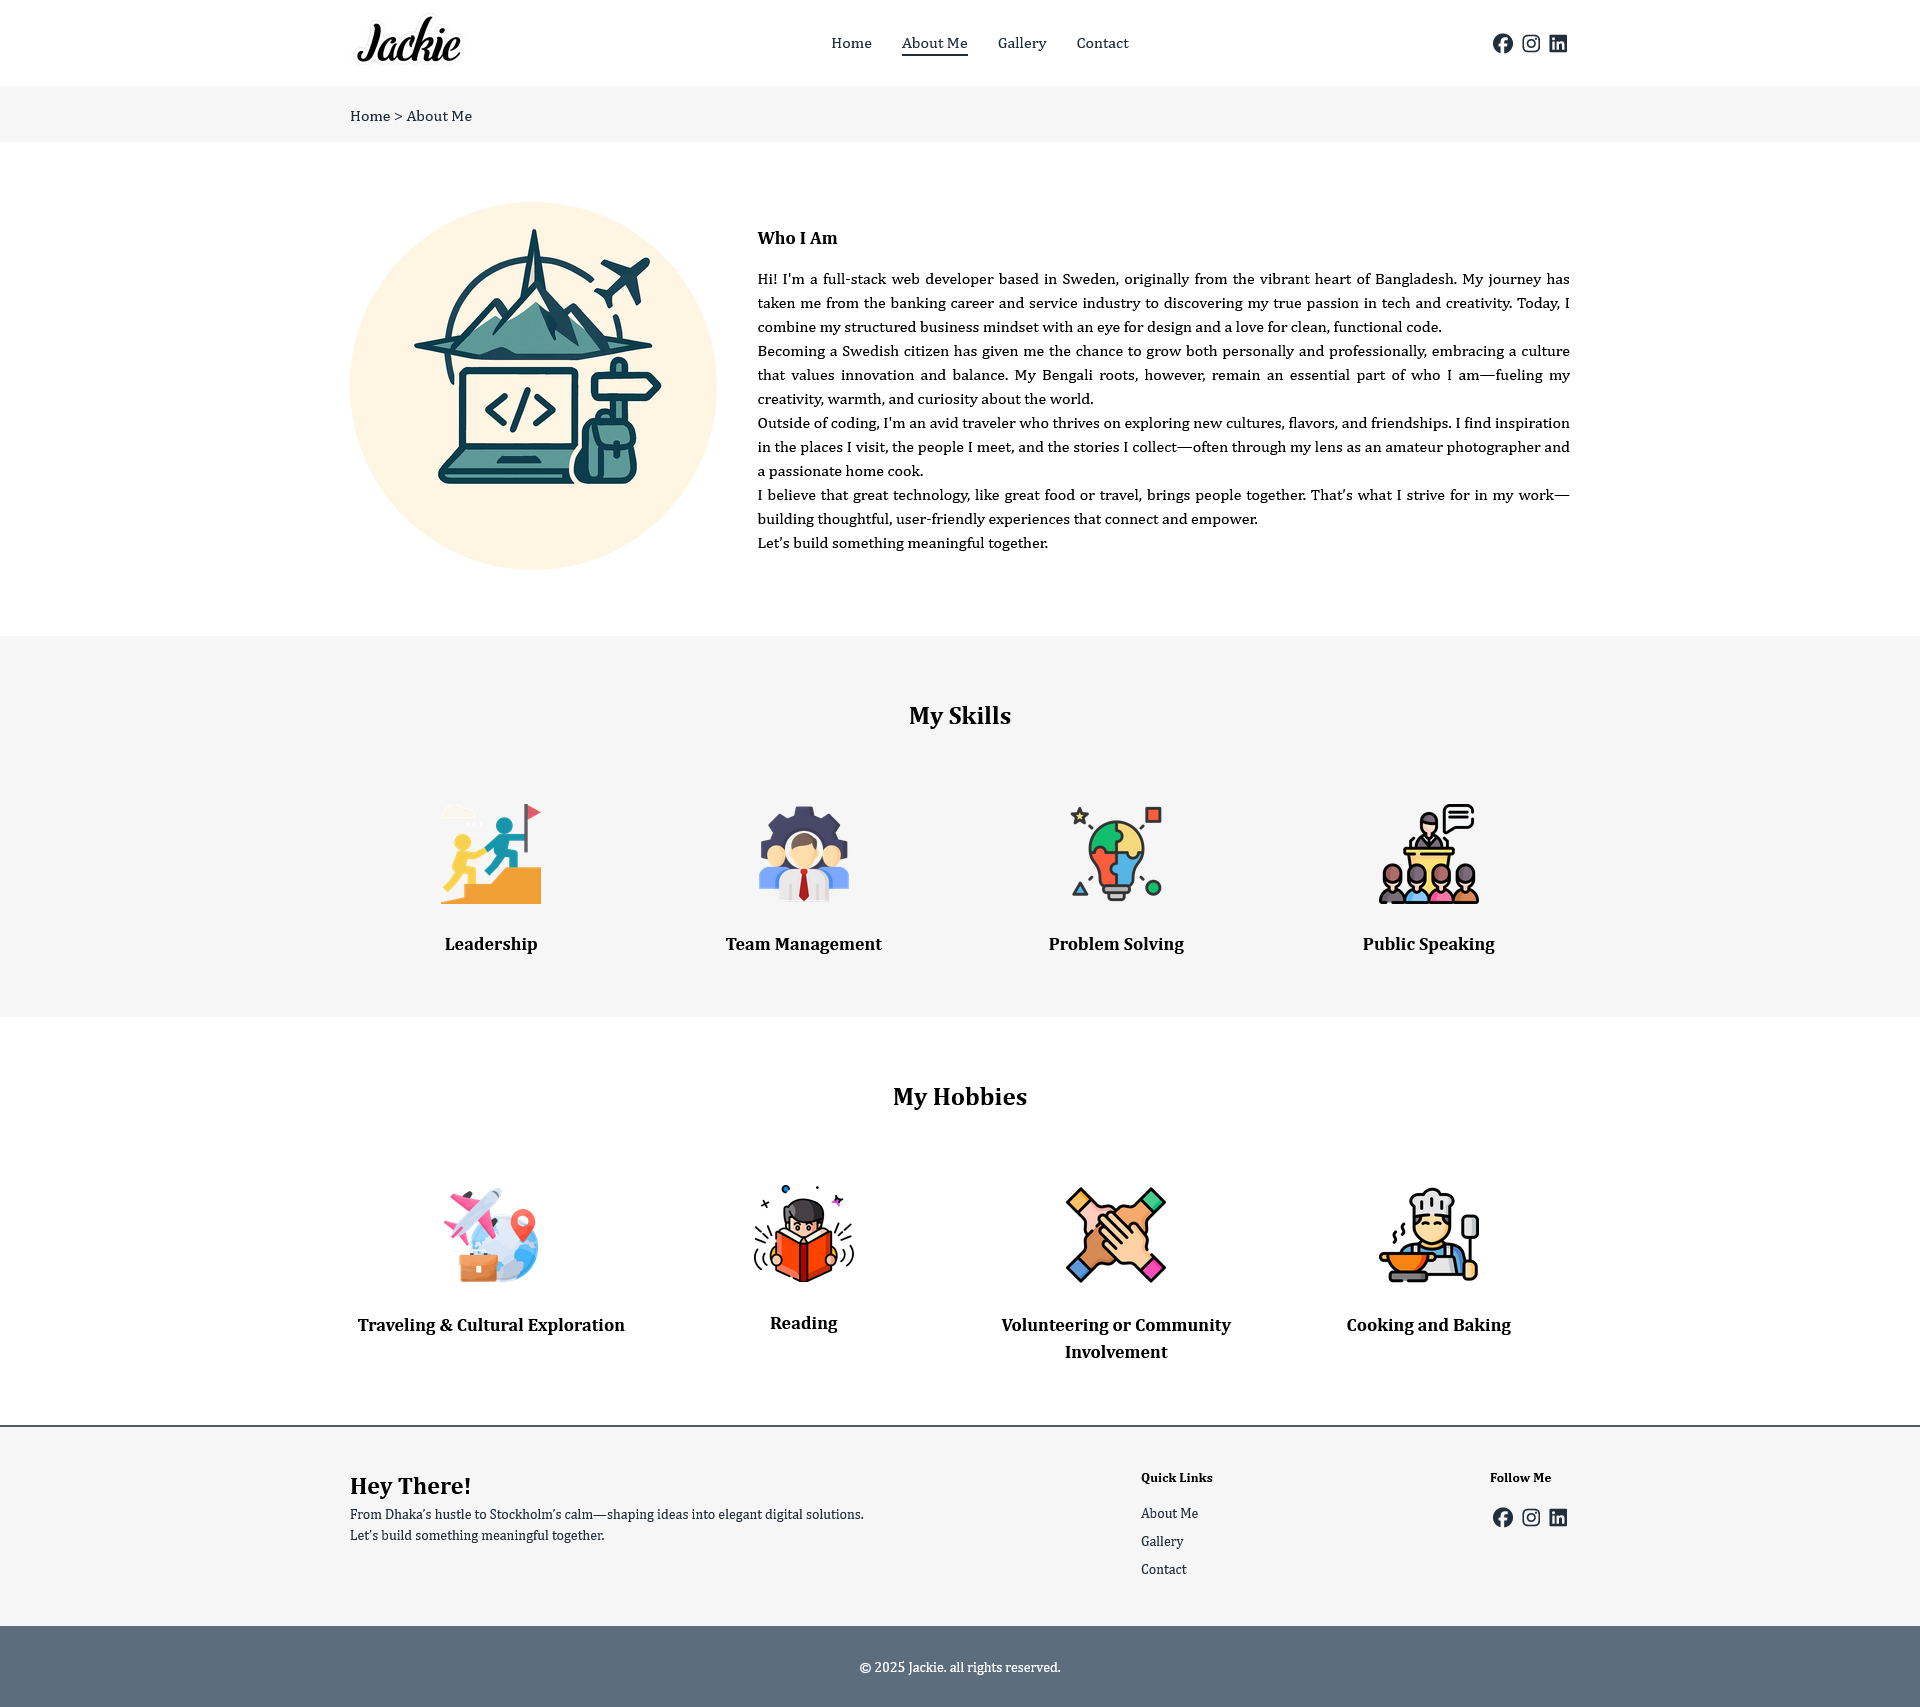 Jackie
Home
About Me
Gallery
Contact
Home > About Me
Who I Am
Hi! I'm a full-stack web developer based in Sweden, originally from the vibrant heart of Bangladesh. My journey has
taken me from the banking career and service industry to discovering my true passion in tech and creativity. Today, I
combine my structured business mindset with an eye for design and a love for clean, functional code.
Becoming a Swedish citizen has given me the chance to grow both personally and professionally, embracing a culture
that values innovation and balance. My Bengali roots, however, remain an essential part of who I am—fueling my
creativity, warmth, and curiosity about the world.
Outside of coding, I'm an avid traveler who thrives on exploring new cultures, flavors, and friendships. I find inspiration
in the places I visit, the people I meet, and the stories I collect—often through my lens as an amateur photographer and
a passionate home cook.
I believe that great technology, like great food or travel, brings people together. That’s what I strive for in my work—
building thoughtful, user-friendly experiences that connect and empower.
Let’s build something meaningful together.
My Skills
Leadership
Team Management
Problem Solving
Public Speaking
My Hobbies
Traveling & Cultural Exploration
Reading
Volunteering or Community
Involvement
Cooking and Baking
Hey There!
From Dhaka’s hustle to Stockholm’s calm—shaping ideas into elegant digital solutions.
Let’s build something meaningful together.
Quick Links
About Me
Gallery
Contact
Follow Me
© 2025 Jackie. all rights reserved.